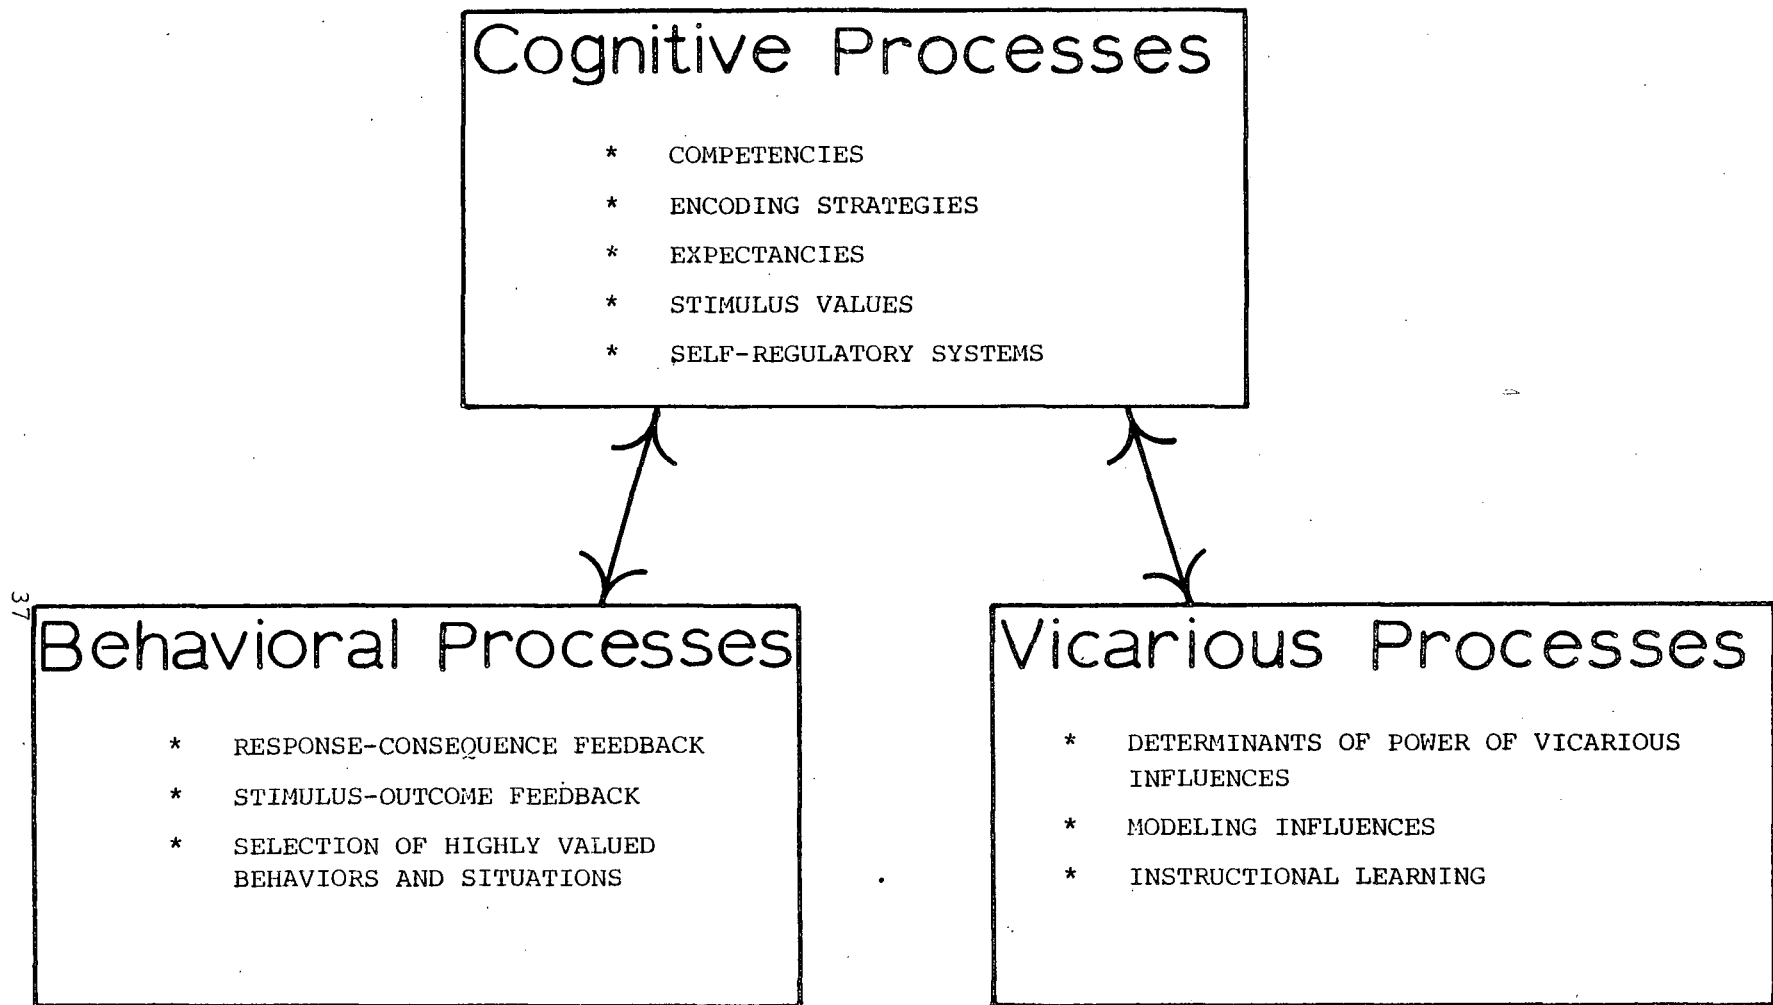 Cognitive Processes
* COMPETENCIES
* ENCODING STRATEGIES
* EXPECTANCIES
* STIMULUS VALUES
* SELF-REGULATORY SYSTEMS
37
Behavioral Processes
* RESPONSE-CONSEQUENCE FEEDBACK
* STIMULUS-OUTCOME FEEDBACK
* SELECTION OF HIGHLY VALUED
BEHAVIORS AND SITUATIONS
Vicarious Processes
* DETERMINANTS OF POWER OF VICARIOUS
INFLUENCES
* MODELING INFLUENCES
* INSTRUCTIONAL LEARNING